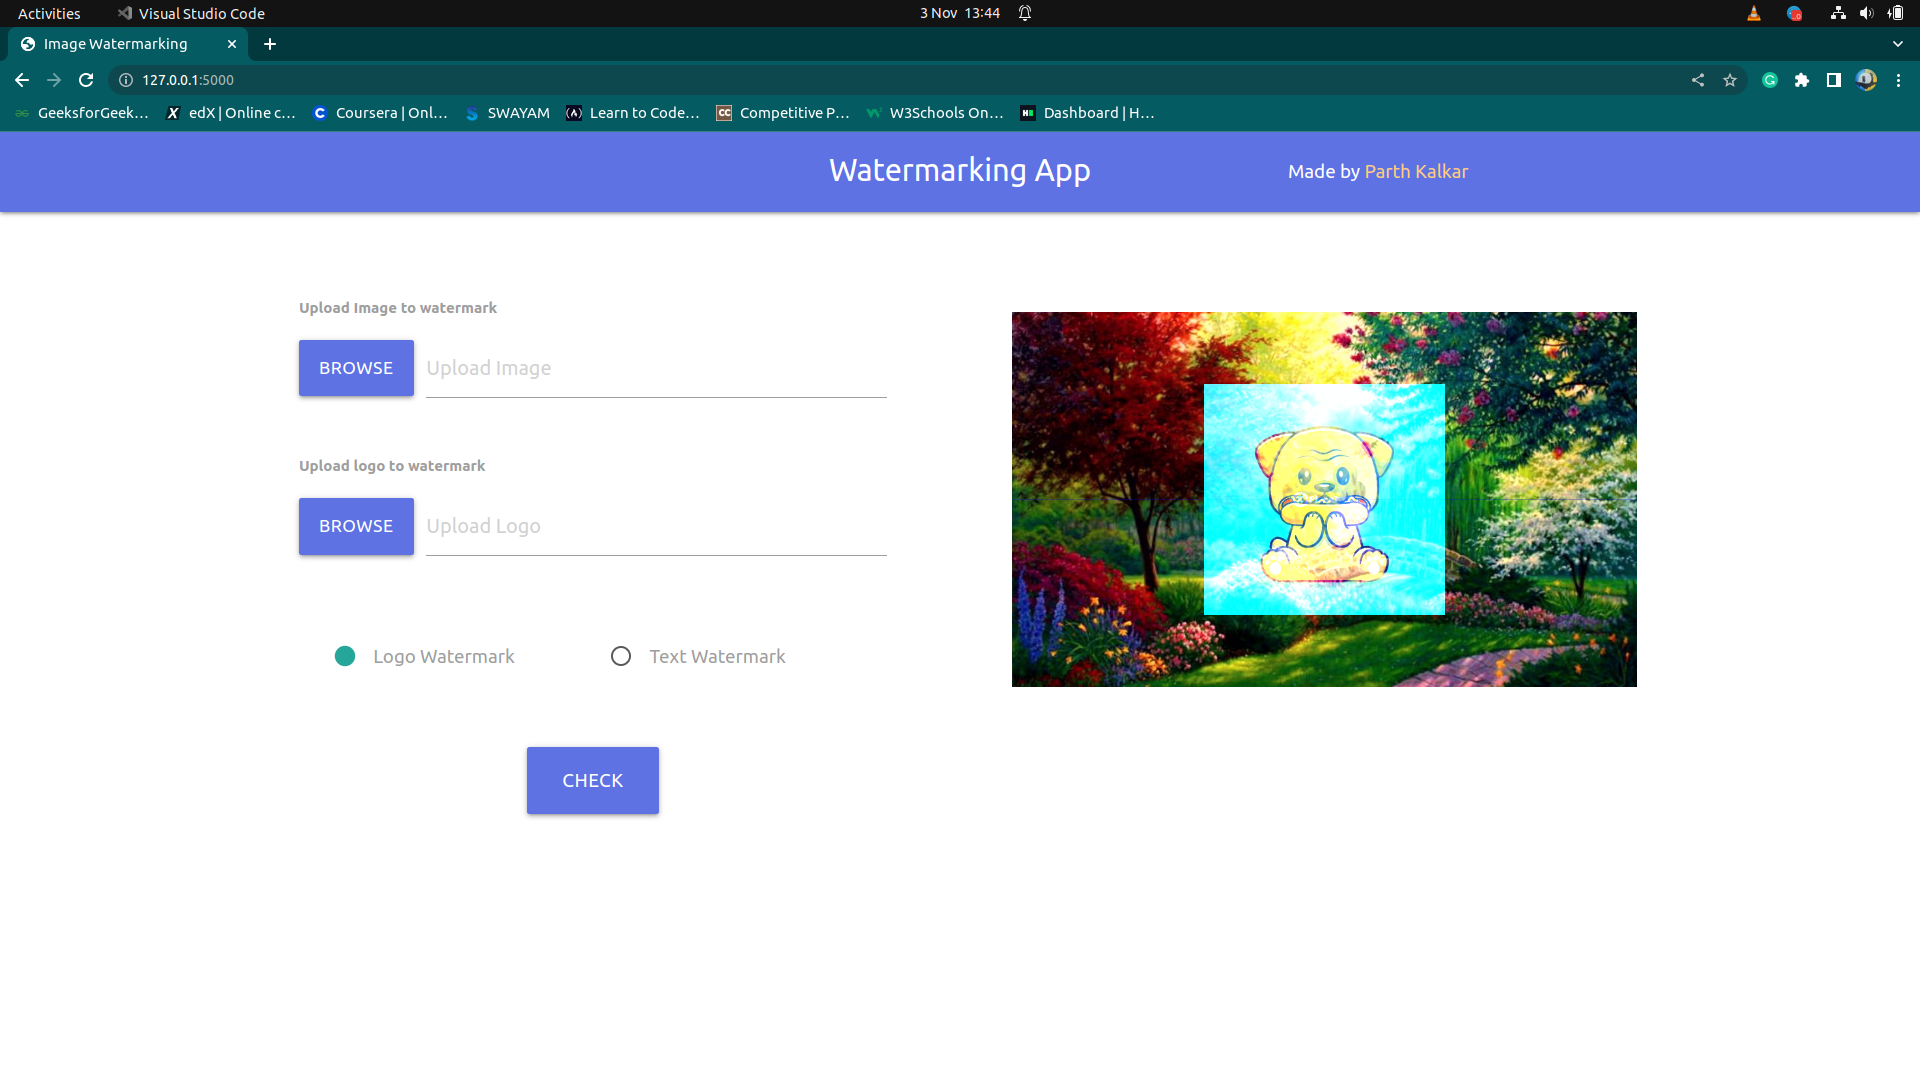 Activities
Visual Studio Code
3 Nov 13:44
Image Watermarking
127.0.0.1:5000
GeeksforGeek…
edX | Online c…
Coursera | Onl…
SWAYAM
Learn to Code…
Competitive P…
W3Schools On…
Dashboard | H…
Watermarking App
Made by Parth Kalkar
Upload Image to watermark
BROWSE
Upload Image
Upload logo to watermark
BROWSE
Upload Logo
Logo Watermark
Text Watermark
CHECK